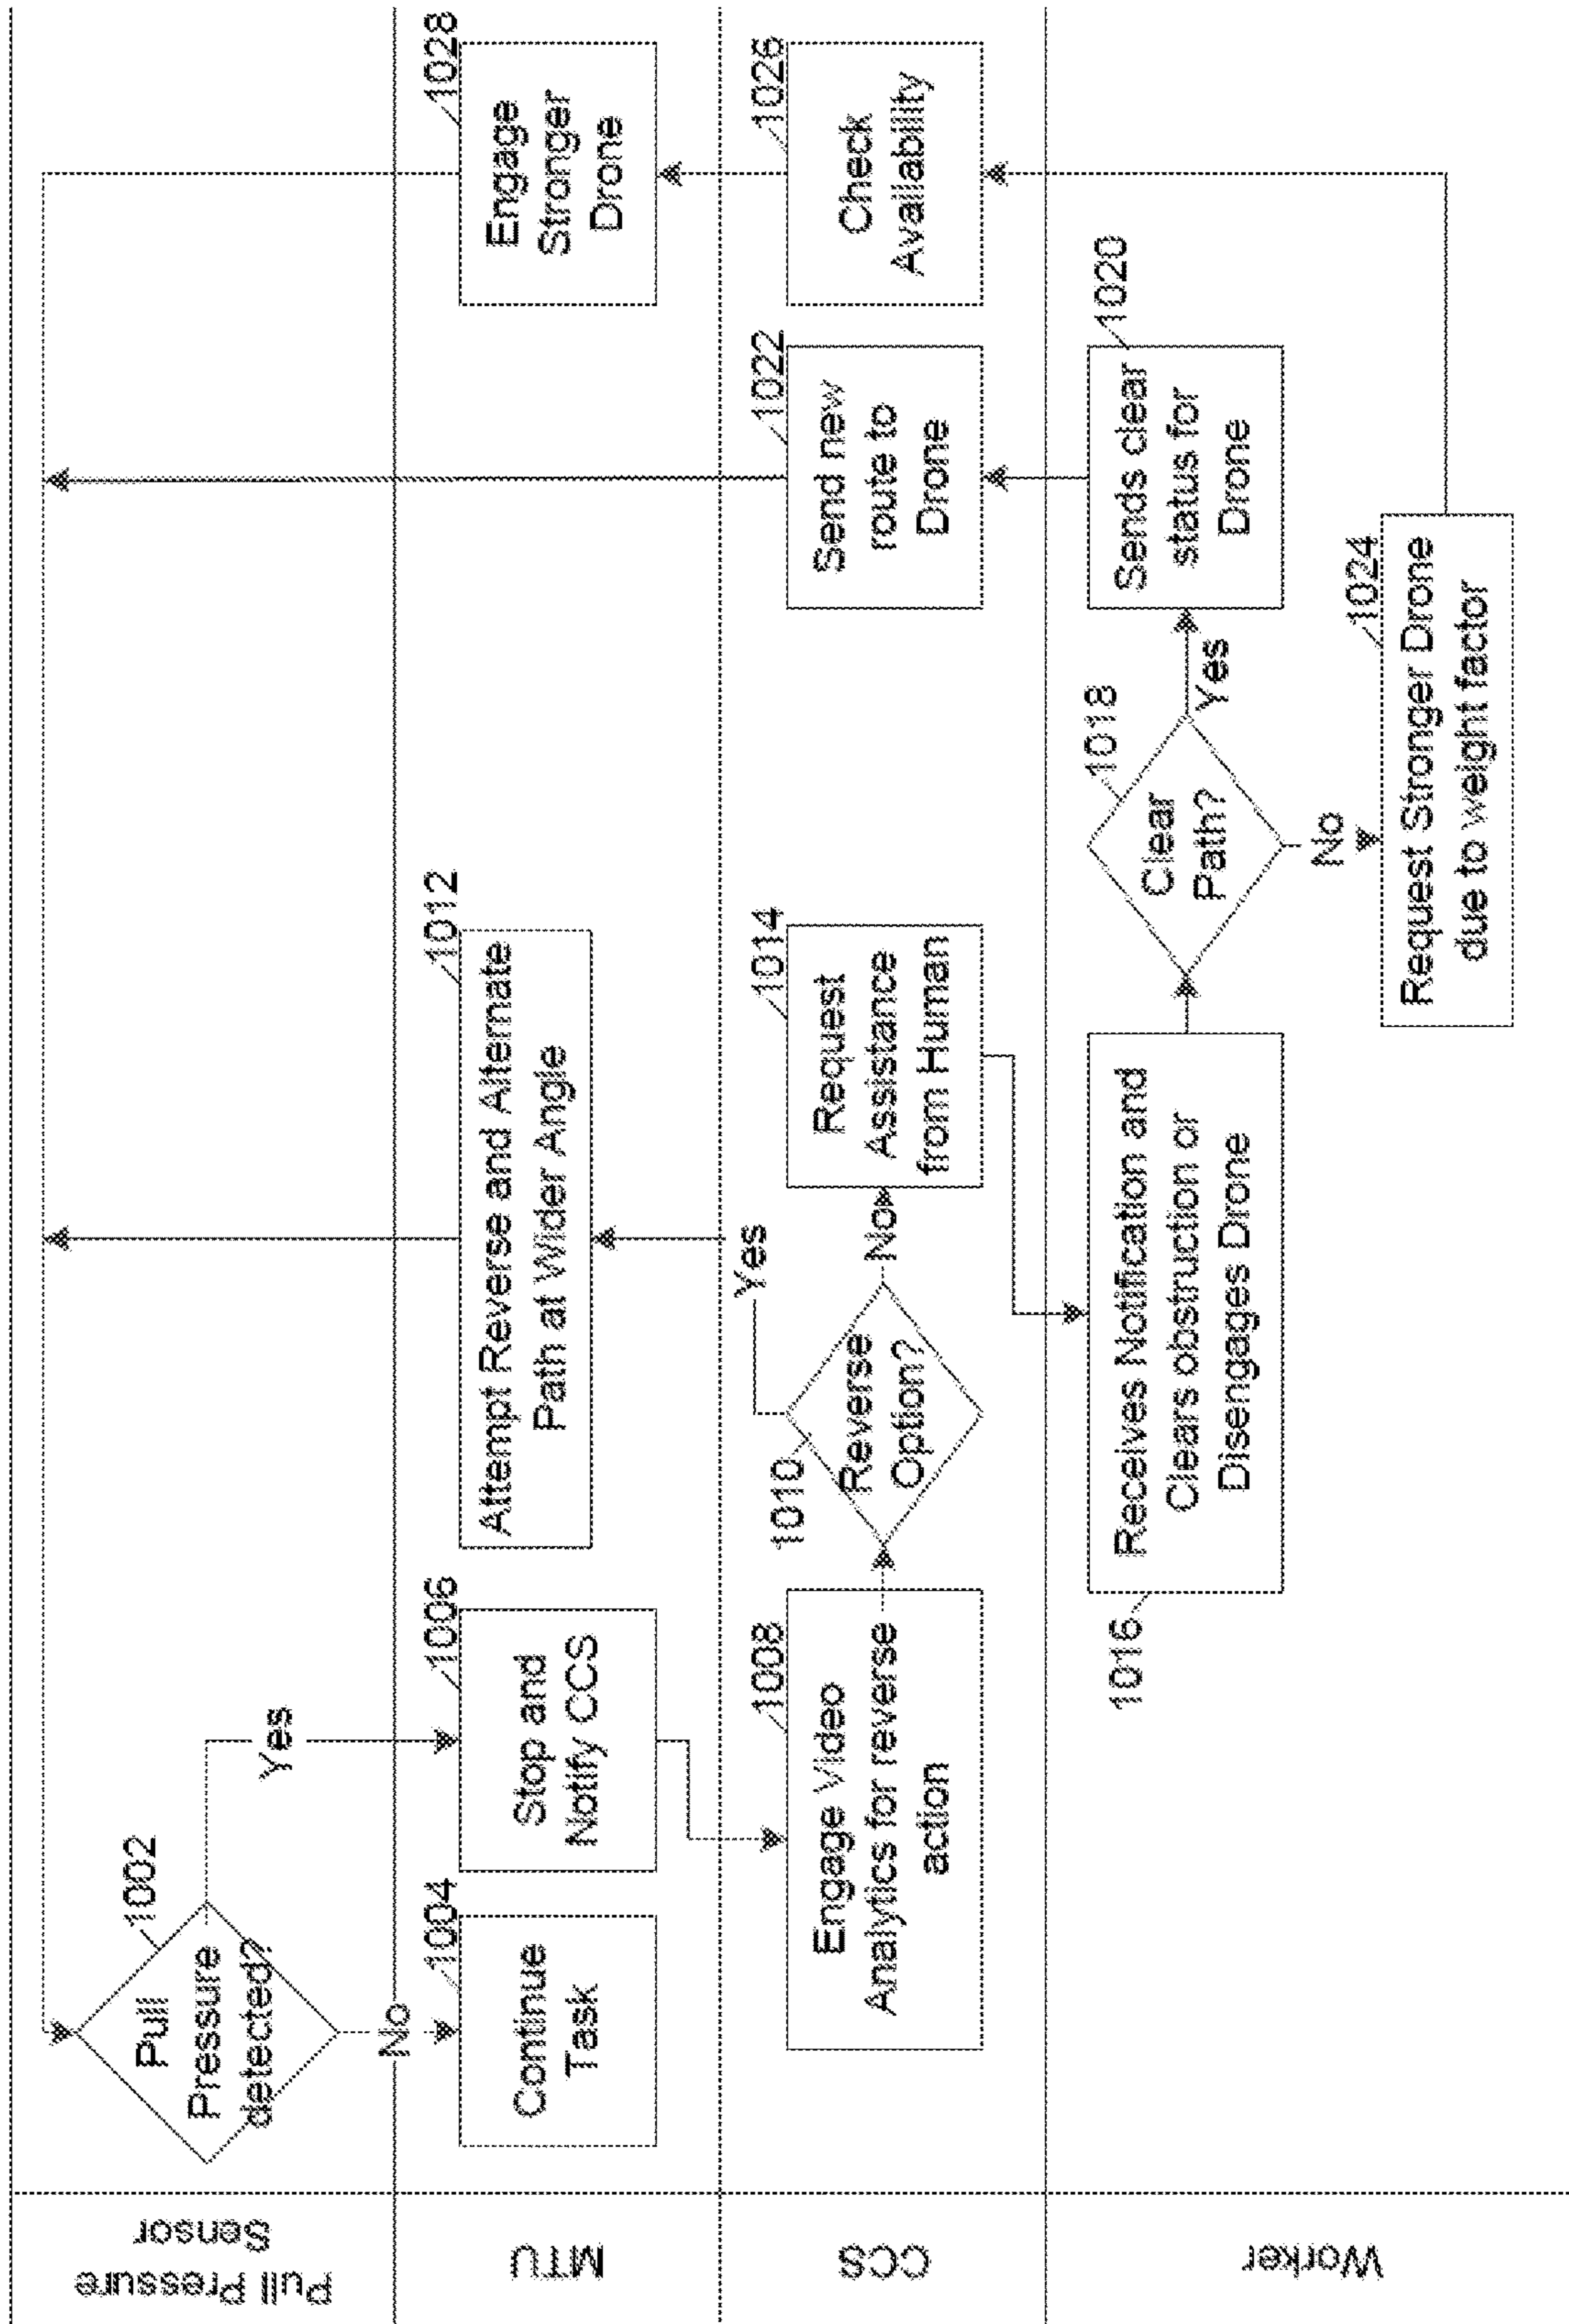 Pull Pressure
Sensor
MTU
CCS
Worker
1002
Pull
Pressure
detected?
Yes
No
1004
Continue
Task
1006
Stop and
Notify CCS
1008
Engage Video
Analytics for reverse
action
1010
Reverse
Option?
Yes
No
1012
Attempt Reverse and Alternate
Path at Wider Angle
1014
Request
Assistance
from Human
1016
Receives Notification and
Clears obstruction or
Disengages Drone
1018
Clear
Path?
Yes
No
1020
Sends clear
status for
Drone
1022
Send new
route to
Drone
1024
Request Stronger Drone
due to weight factor
1026
Check
Availability
1028
Engage
Stronger
Drone